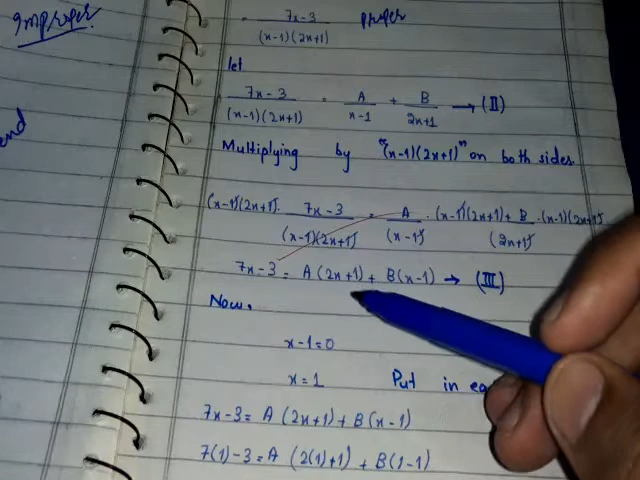 Improper
end
= 7x-3 / (x-1)(2x+1) proper
let
7x-3 / (x-1)(2x+1) = A / x-1 + B / 2x+1 → (II)
Multiplying by "(x-1)(2x+1)" on both sides
(x-1)(2x+1). 7x-3 / (x-1)(2x+1) = A / (x-1) . (x-1)(2x+1) + B / (2x+1) . (x-1)(2x+1)
7x-3 = A(2x+1) + B(x-1) → (III)
Now,
x-1=0
x=1 Put in eq
7x-3 = A (2x+1) + B(x-1)
7(1)-3 = A (2(1)+1) + B(1-1)